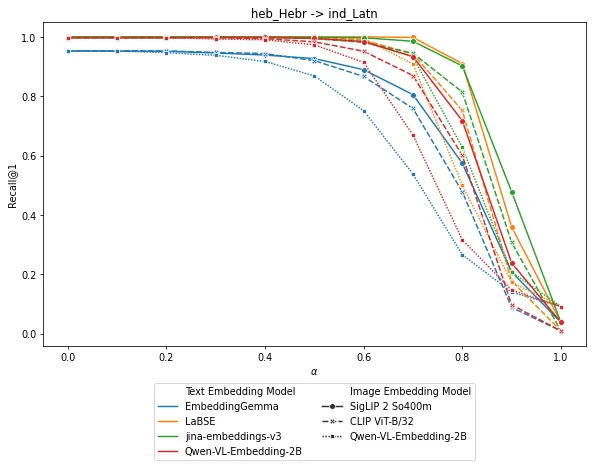 heb_Hebr -> ind_Latn
Recall@1
1.0
0.8
0.6
0.4
0.2
0.0
0.0 0.2 0.4 0.6 0.8 1.0
α
Text Embedding Model Image Embedding Model
EmbeddingGemma SigLIP 2 So400m
LaBSE CLIP ViT-B/32
jina-embeddings-v3 Qwen-VL-Embedding-2B
Qwen-VL-Embedding-2B